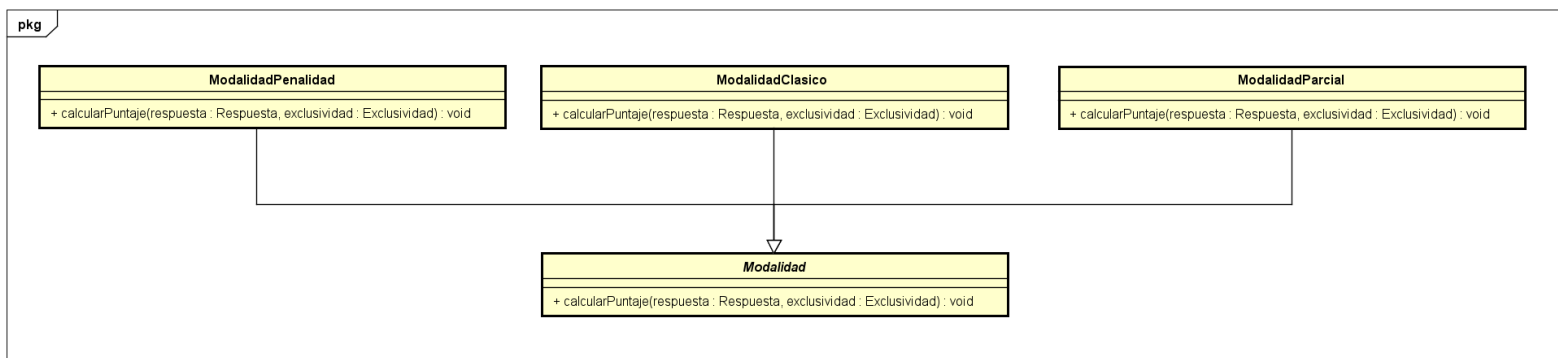 pkg
ModalidadPenalidad
+ calcularPuntaje(respuesta : Respuesta, exclusividad : Exclusividad) : void
ModalidadClasico
+ calcularPuntaje(respuesta : Respuesta, exclusividad : Exclusividad) : void
ModalidadParcial
+ calcularPuntaje(respuesta : Respuesta, exclusividad : Exclusividad) : void
Modalidad
+ calcularPuntaje(respuesta : Respuesta, exclusividad : Exclusividad) : void